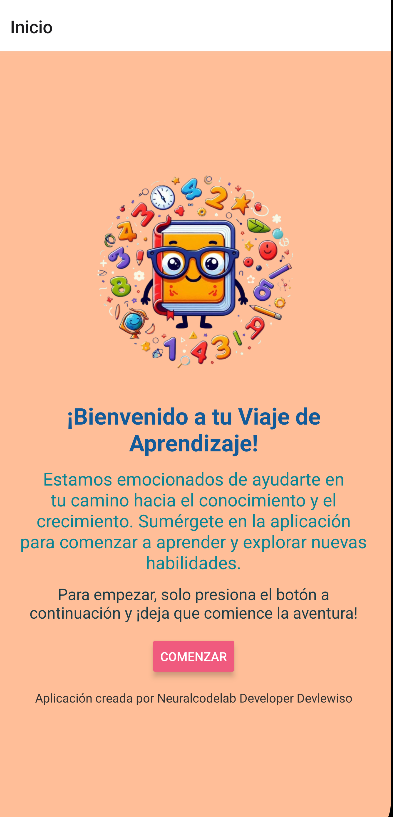 Inicio
¡Bienvenido a tu Viaje de
Aprendizaje!
Estamos emocionados de ayudarte en
tu camino hacia el conocimiento y el
crecimiento. Sumérgete en la aplicación
para comenzar a aprender y explorar nuevas
habilidades.
Para empezar, solo presiona el botón a
continuación y ¡deja que comience la aventura!
COMENZAR
Aplicación creada por Neuralcodelab Developer Devlewiso